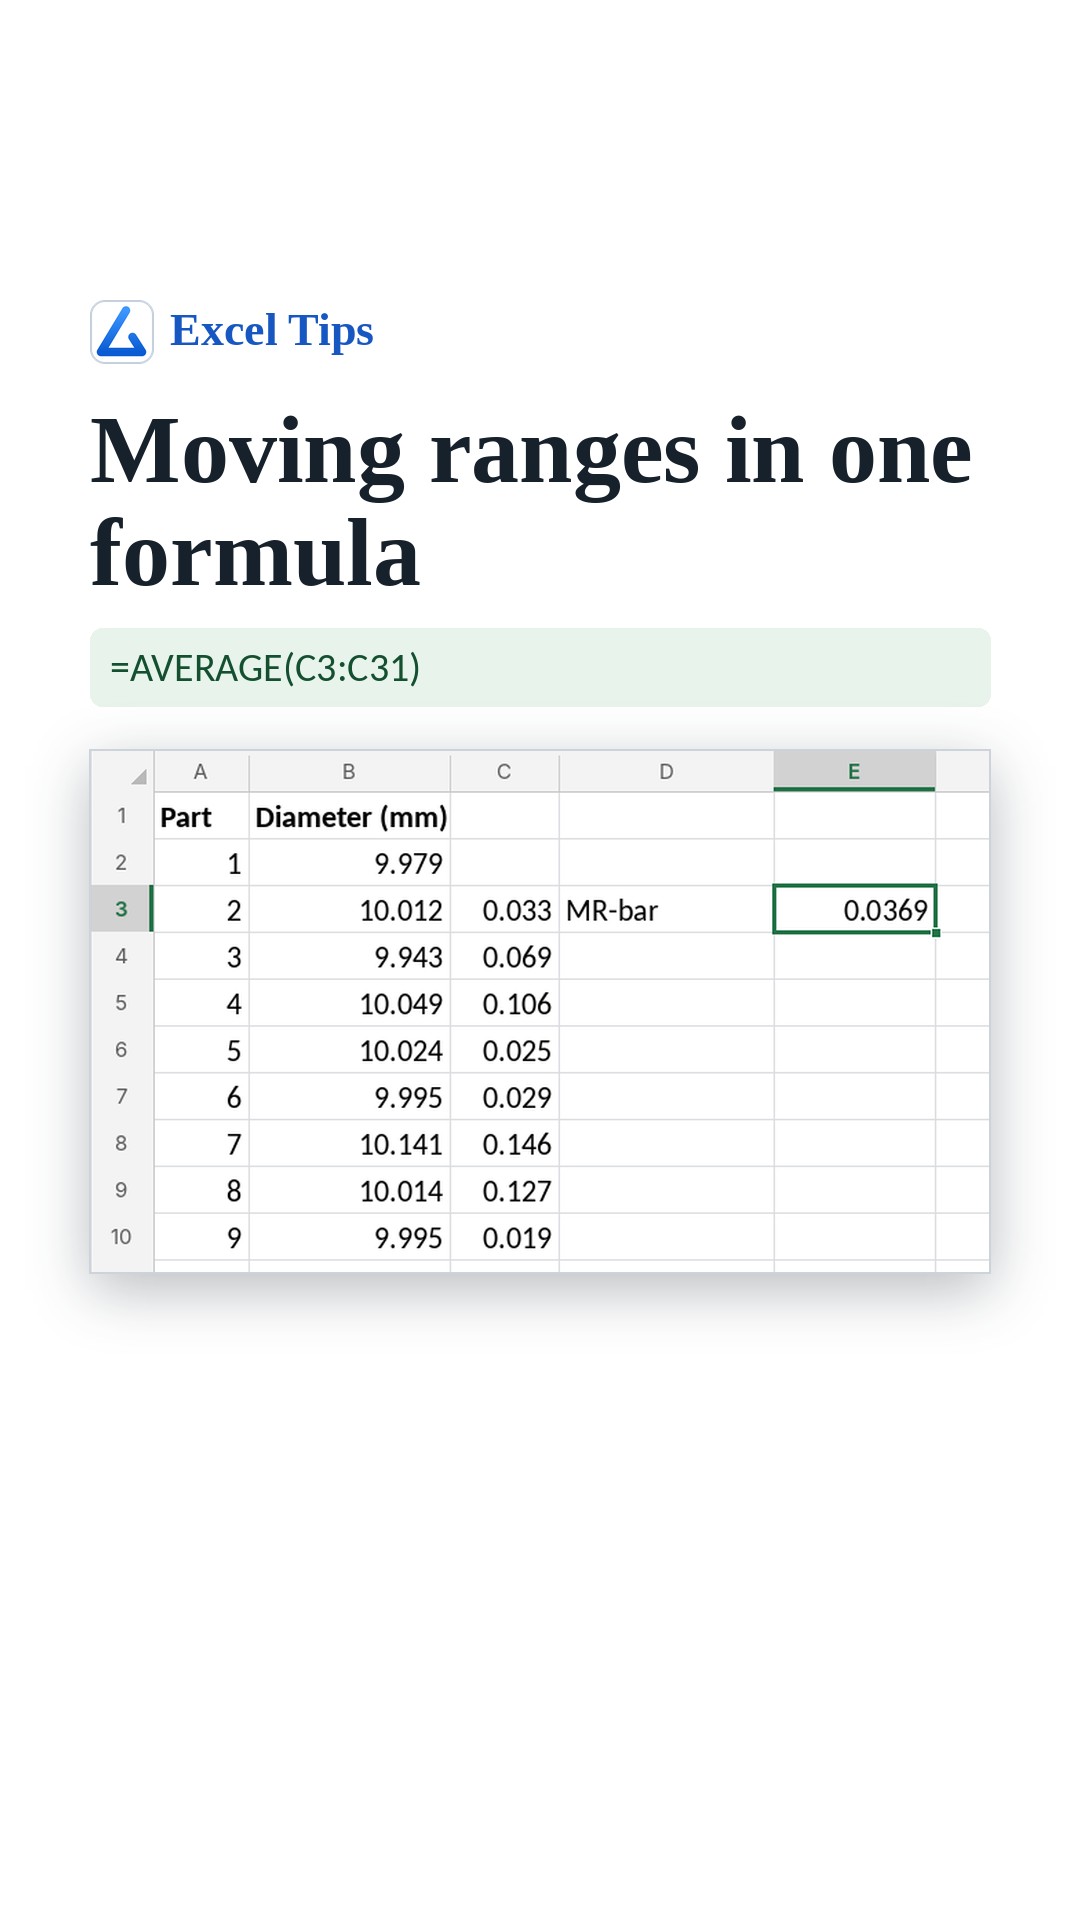 Excel Tips
Moving ranges in one
formula
=AVERAGE(C3:C31)
A B C D E
1 Part Diameter (mm)
2 1 9.979
3 2 10.012 0.033 MR-bar 0.0369
4 3 9.943 0.069
5 4 10.049 0.106
6 5 10.024 0.025
7 6 9.995 0.029
8 7 10.141 0.146
9 8 10.014 0.127
10 9 9.995 0.019